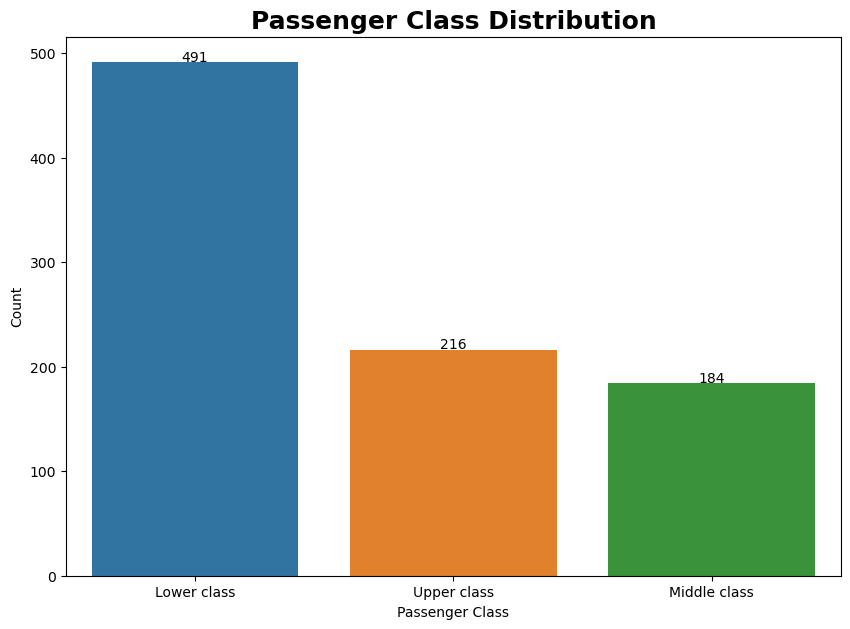 Passenger Class Distribution
500
400
300
200
100
0
Count
491
216
184
Lower class
Upper class
Middle class
Passenger Class